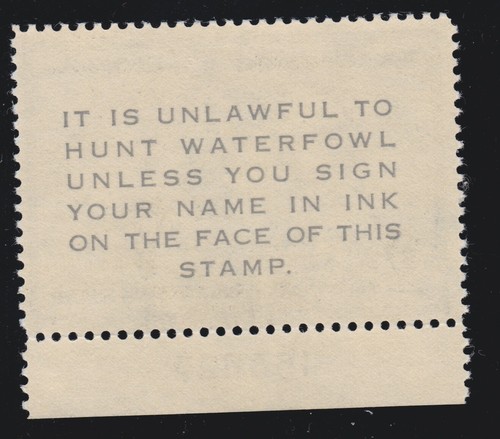 IT IS UNLAWFUL TO
HUNT WATERFOWL
UNLESS YOU SIGN
YOUR NAME IN INK
ON THE FACE OF THIS
STAMP.